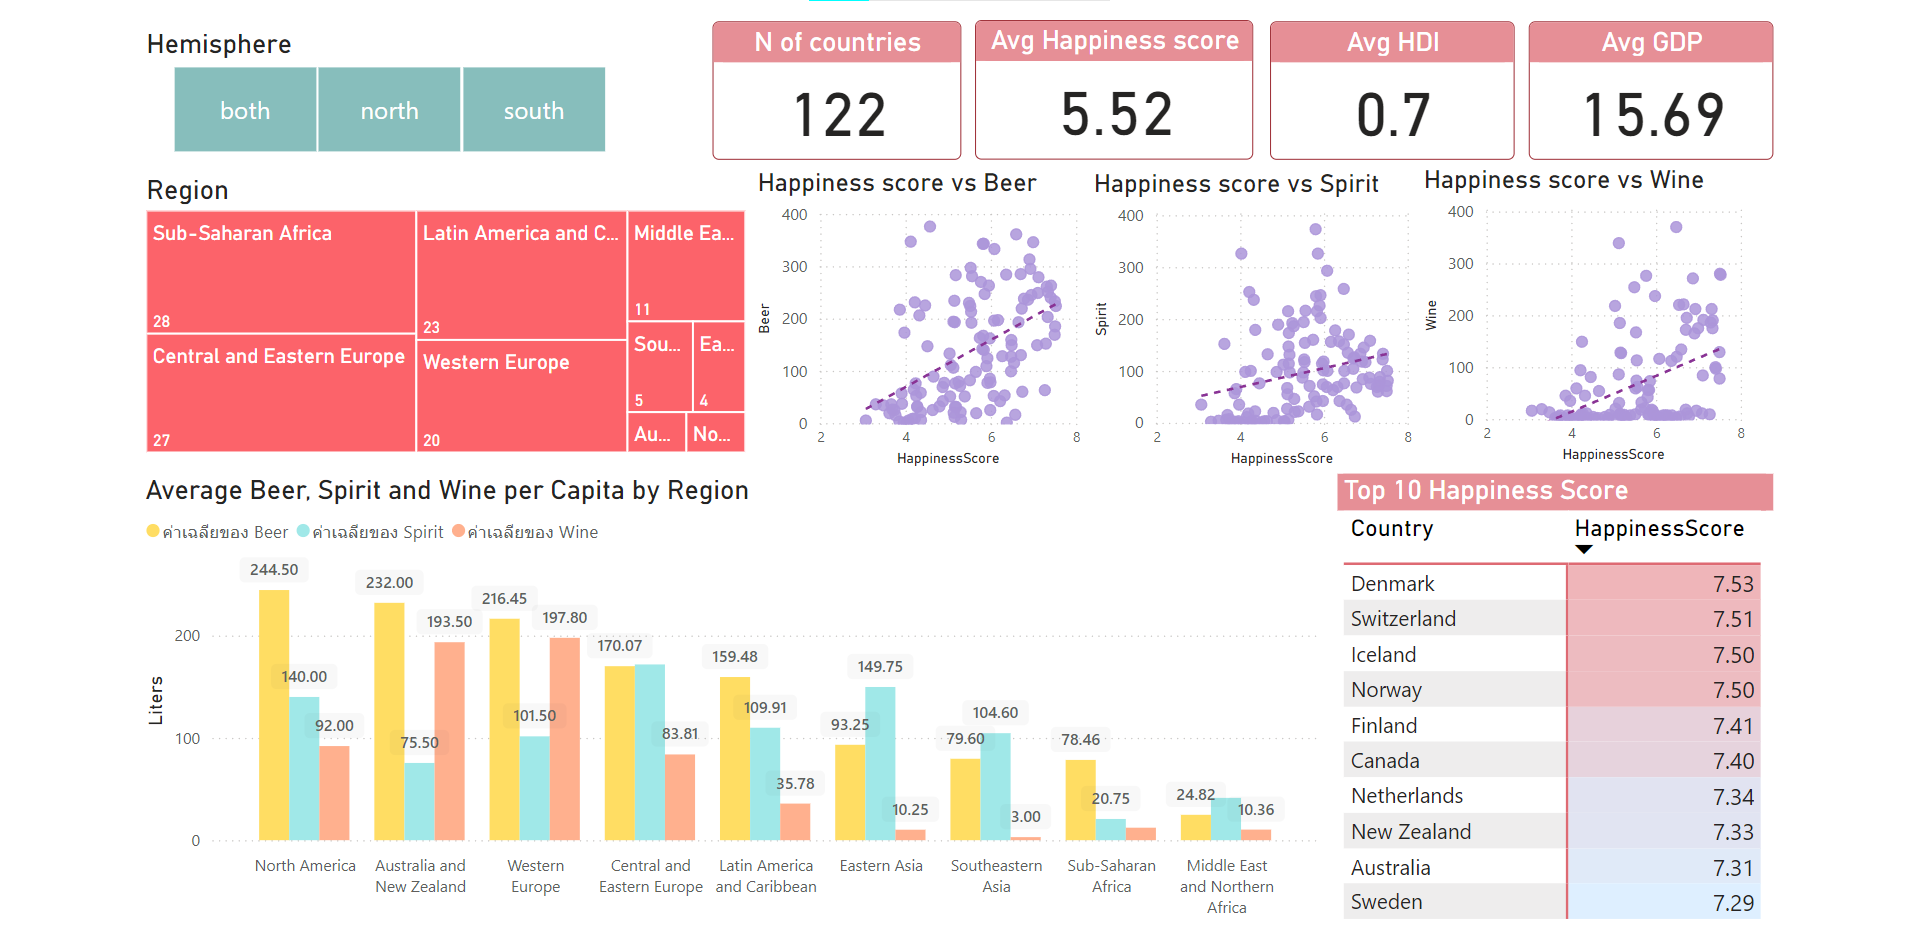 Hemisphere
both
north
south
N of countries
122
Avg Happiness score
5.52
Avg HDI
0.7
Avg GDP
15.69
Region
Sub-Saharan Africa
28
Central and Eastern Europe
27
Latin America and C...
23
Western Europe
20
Middle Ea...
11
Sou...
5
Ea...
4
Au...
No...
Happiness score vs Beer
400
300
200
100
0
Beer
2 4 6 8
HappinessScore
Happiness score vs Spirit
400
300
200
100
0
Spirit
2 4 6 8
HappinessScore
Happiness score vs Wine
400
300
200
100
0
Wine
2 4 6 8
HappinessScore
Average Beer, Spirit and Wine per Capita by Region
ค่าเฉลี่ยของ Beer ค่าเฉลี่ยของ Spirit ค่าเฉลี่ยของ Wine
Liters
200
100
0
244.50
140.00
92.00
232.00
75.50
193.50
216.45
101.50
197.80
170.07
83.81
159.48
109.91
35.78
93.25
149.75
10.25
79.60
104.60
3.00
78.46
20.75
24.82
10.36
North America
Australia and
New Zealand
Western
Europe
Central and
Eastern Europe
Latin America
and Caribbean
Eastern Asia
Southeastern
Asia
Sub-Saharan
Africa
Middle East
and Northern
Africa
Top 10 Happiness Score
Country HappinessScore
Denmark 7.53
Switzerland 7.51
Iceland 7.50
Norway 7.50
Finland 7.41
Canada 7.40
Netherlands 7.34
New Zealand 7.33
Australia 7.31
Sweden 7.29